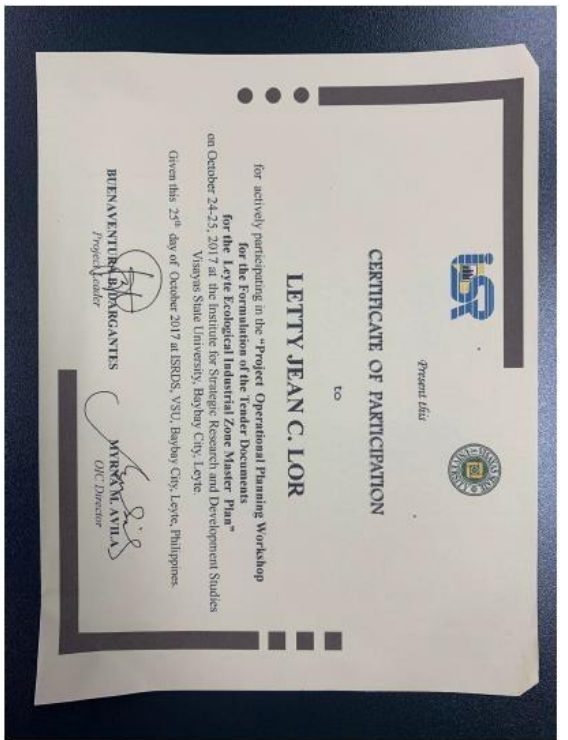 isr
Present this
CERTIFICATE OF PARTICIPATION
to
LETTY JEAN C. LOR
for actively participating in the “Project Operational Planning Workshop
for the Formulation of the Tender Documents
for the Leyte Ecological Industrial Zone Master Plan”
on October 24-25, 2017 at the Institute for Strategic Research and Development Studies
Visayas State University, Baybay City, Leyte.
Given this 25th day of October 2017 at ISRDS, VSU, Baybay City, Leyte, Philippines.
BUENAVENTURA B. DARGANTES
Project Leader
MYRNA M. AVILA
OIC Director